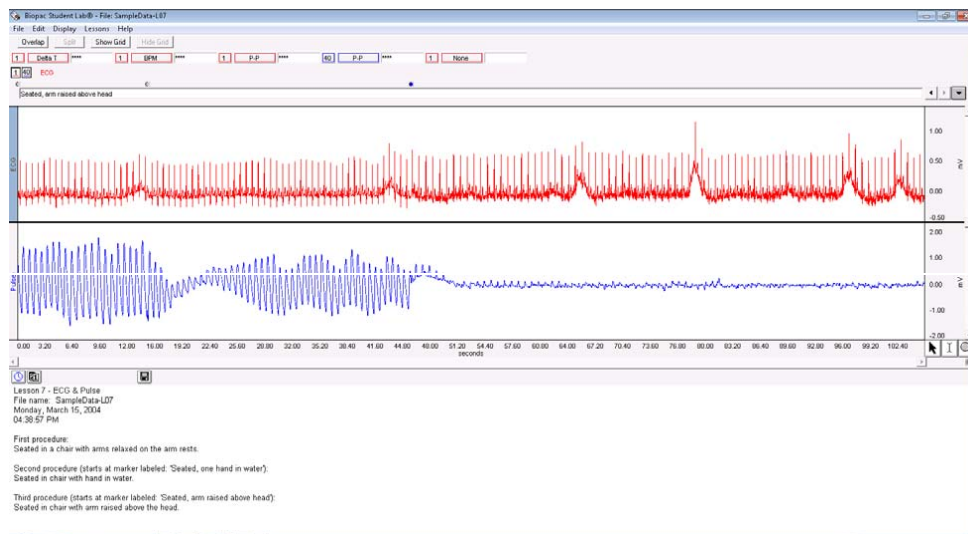 Biopac Student Lab® - File: SampleData-L07
File Edit Display Lessons Help
Overlap Split Show Grid Hide Grid
1 Delta T **** 1 BPM **** 1 P-P **** 40 P-P **** 1 None
1 40 ECG
Seated, arm raised above head
ECG
1.00
0.50
0.00
-0.50
mV
Pulse
2.00
1.00
0.00
-1.00
-2.00
mV
0.00 3.20 6.40 9.60 12.80 16.00 19.20 22.40 25.60 28.80 32.00 35.20 38.40 41.60 44.80 48.00 51.20 54.40 57.60 60.80 64.00 67.20 70.40 73.60 76.80 80.00 83.20 86.40 89.60 92.80 96.00 99.20 102.40
seconds
Lesson 7 - ECG & Pulse
File name: SampleData-L07
Monday, March 15, 2004
04:38:57 PM
First procedure:
Seated in a chair with arms relaxed on the arm rests.
Second procedure (starts at marker labeled: 'Seated, one hand in water'):
Seated in chair with hand in water.
Third procedure (starts at marker labeled: 'Seated, arm raised above head'):
Seated in chair with arm raised above the head.